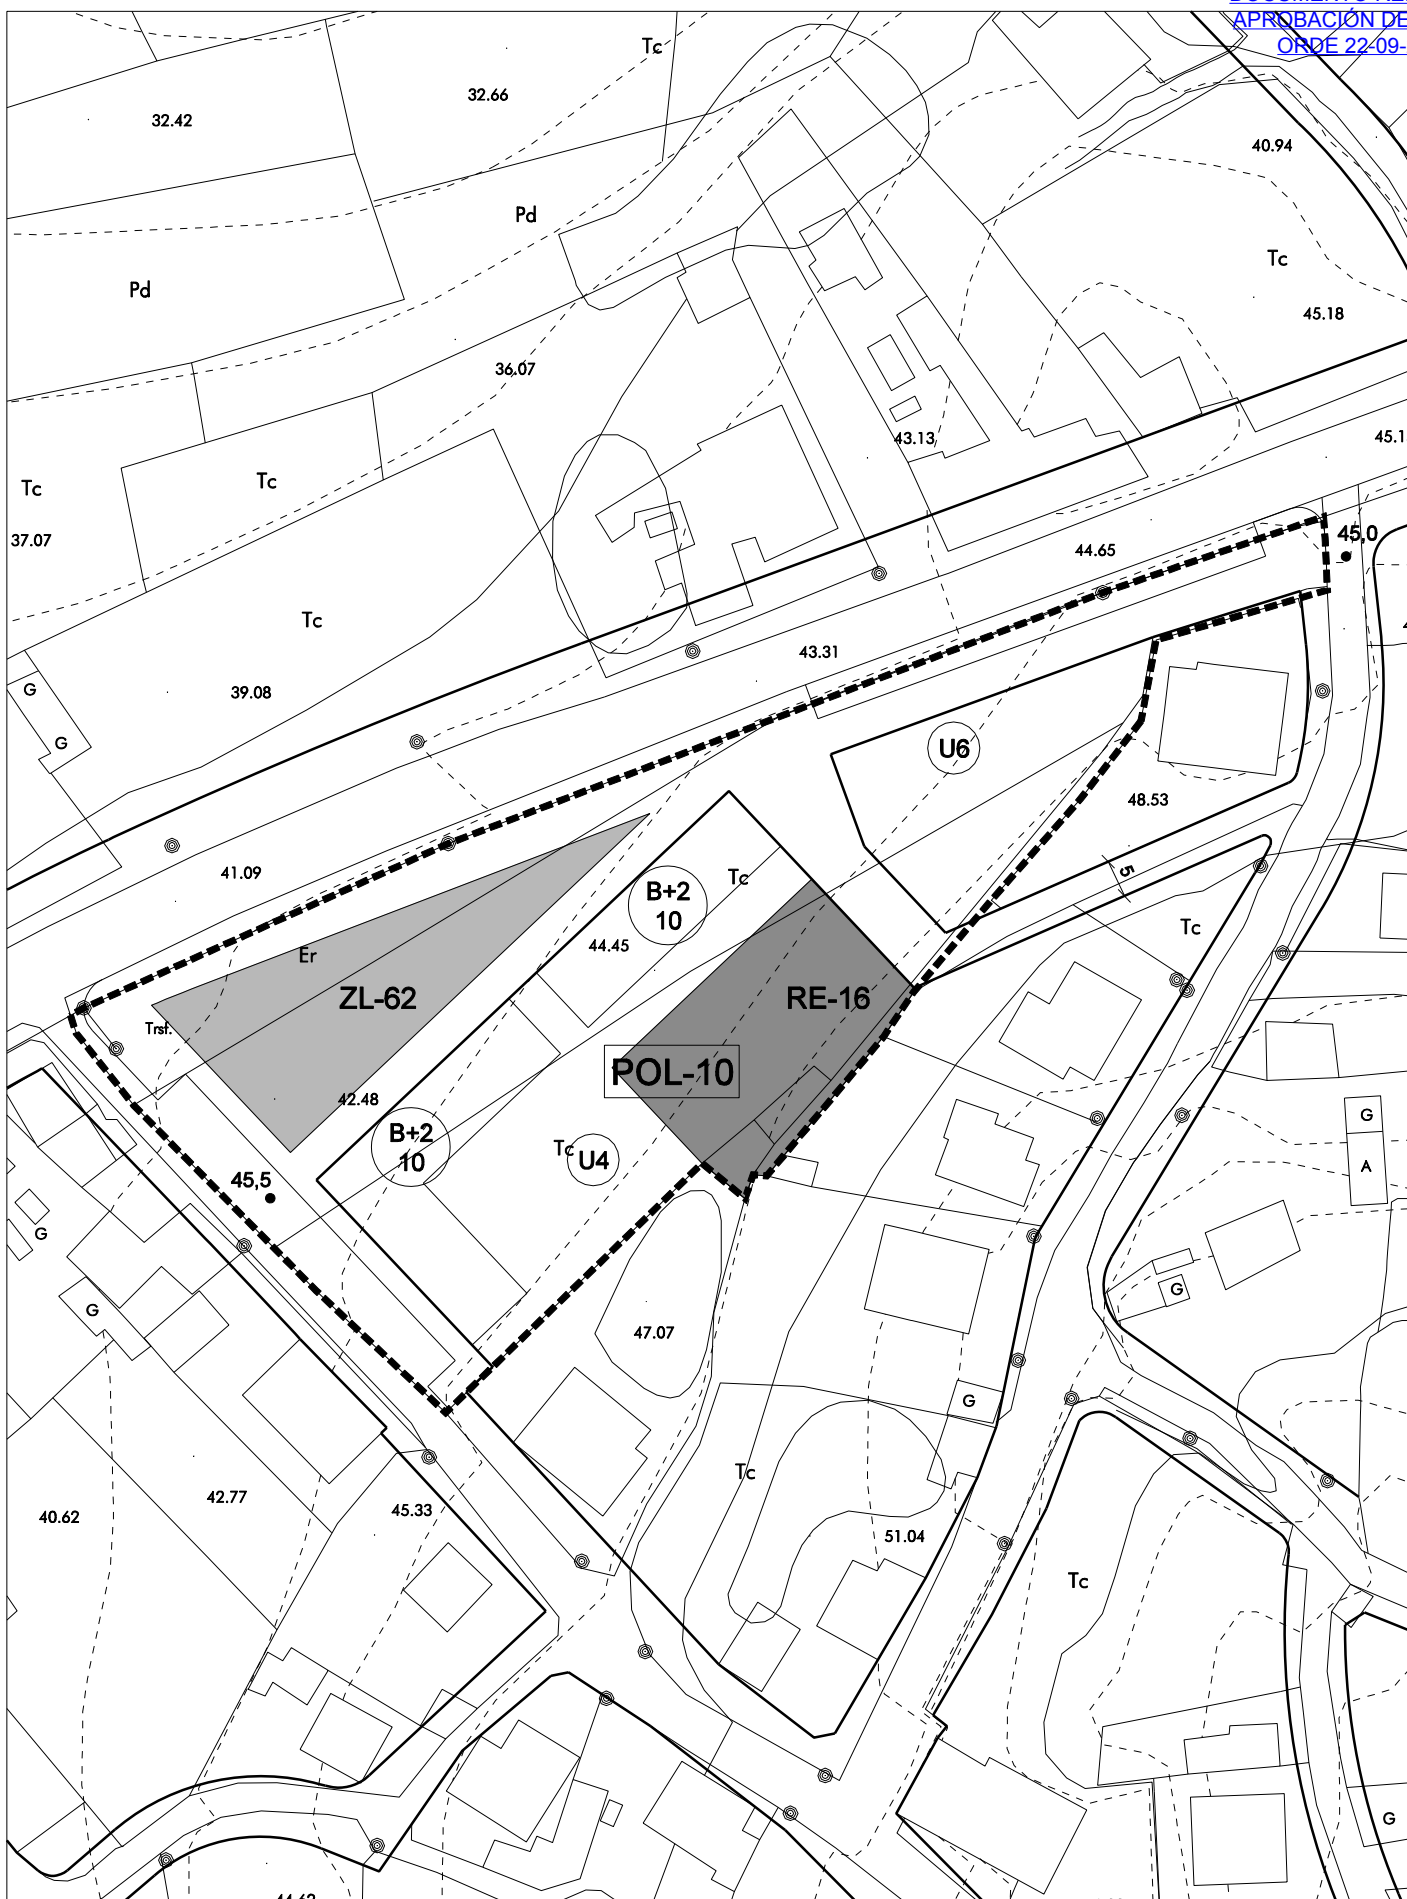 APROBACIÓN DE
ORDE 22-09-
Tc
32.66
32.42
40.94
Pd
Tc
Pd
45.18
36.07
43.13
45.1
Tc
Tc
37.07
45,0
44.65
Tc
43.31
G
39.08
G
U6
48.53
41.09
B+2
10
Tc
5
44.45
Tc
Er
ZL-62
RE-16
Trsf.
POL-10
42.48
G
B+2
10
Tc
U4
A
45,5
G
G
G
47.07
G
Tc
42.77
45.33
40.62
51.04
Tc
G